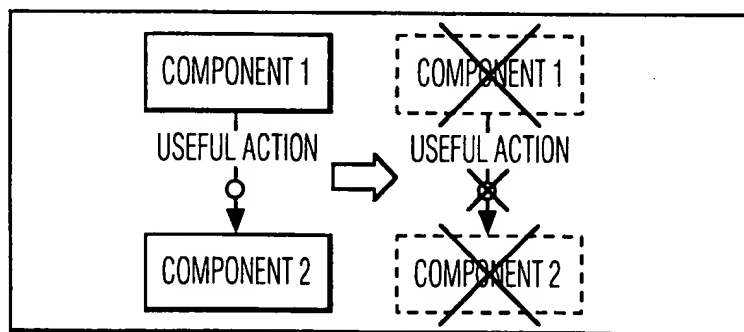 COMPONENT 1
USEFUL ACTION
COMPONENT 2
COMPONENT 1
USEFUL ACTION
COMPONENT 2